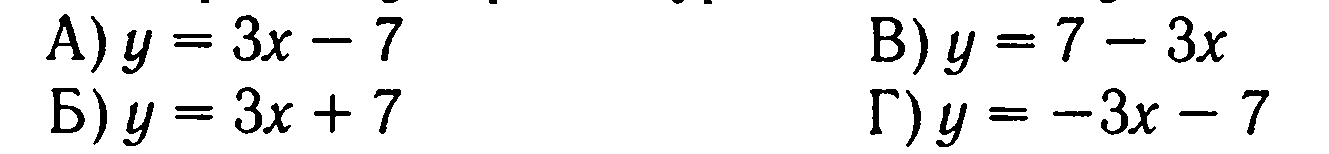 А) y = 3x − 7
В) y = 7 − 3x
Б) y = 3x + 7
Г) y = −3x − 7